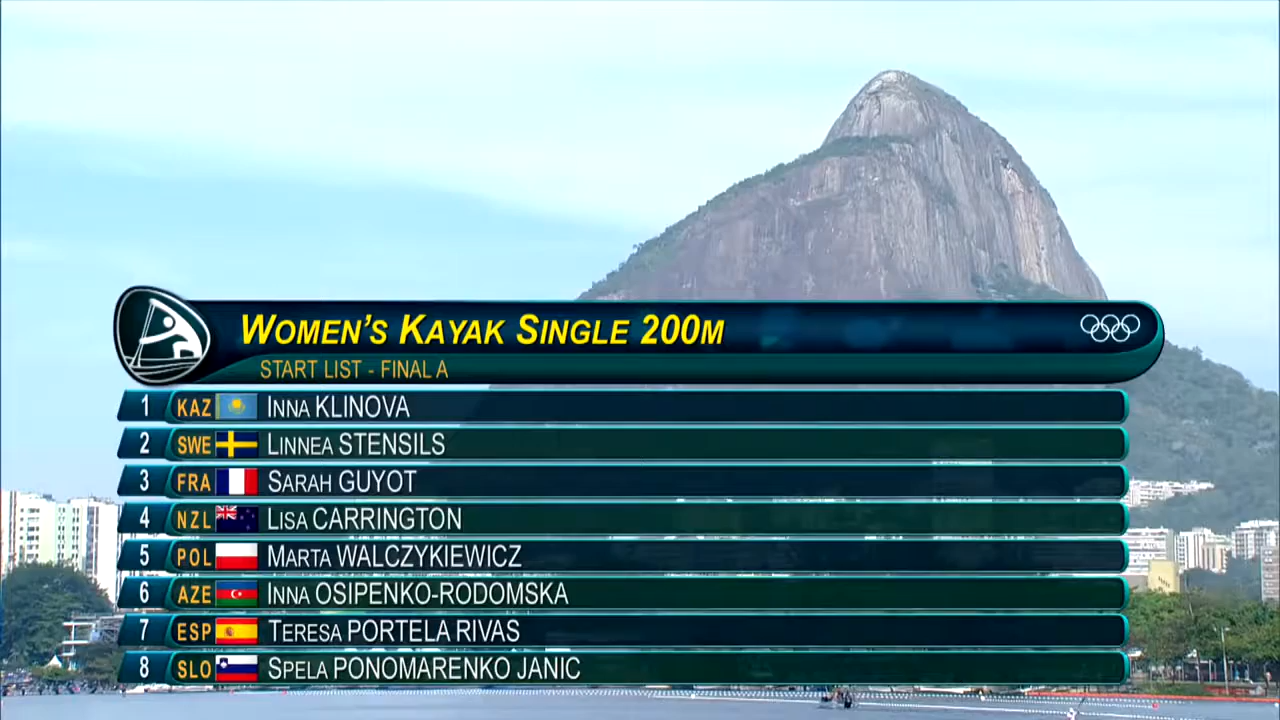 WOMEN'S KAYAK SINGLE 200M
START LIST - FINAL A
1 KAZ INNA KLINOVA
2 SWE LINNEA STENSILS
3 FRA SARAH GUYOT
4 NZL LISA CARRINGTON
5 POL MARTA WALCZYKIEWICZ
6 AZE INNA OSIPENKO-RODOMSKA
7 ESP TERESA PORTELA RIVAS
8 SLO SPELA PONOMARENKO JANIC